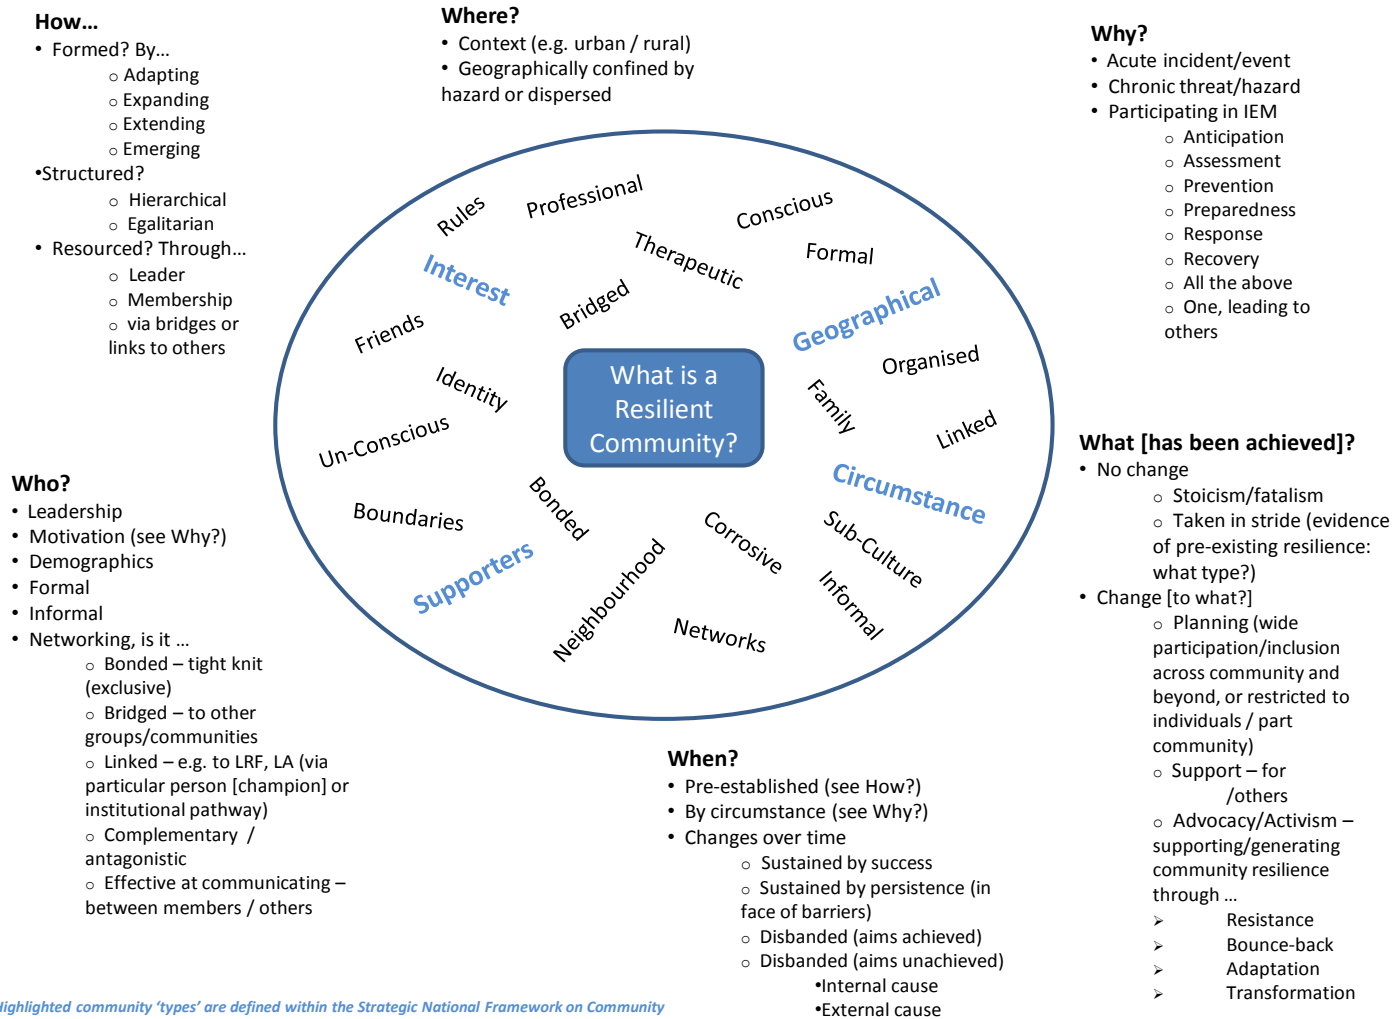 How...
• Formed? By...
o Adapting
o Expanding
o Extending
o Emerging
•Structured?
o Hierarchical
o Egalitarian
• Resourced? Through...
o Leader
o Membership
o via bridges or
links to others
Where?
• Context (e.g. urban / rural)
• Geographically confined by
hazard or dispersed
Why?
• Acute incident/event
• Chronic threat/hazard
• Participating in IEM
o Anticipation
o Assessment
o Prevention
o Preparedness
o Response
o Recovery
o All the above
o One, leading to
others
Rules
Professional
Conscious
Therapeutic
Formal
Interest
Bridged
Geographical
Friends
Organised
Identity
What is a
Resilient
Community?
Family
Linked
Un-Conscious
Circumstance
Boundaries
Bonded
Corrosive
Sub-Culture
Supporters
Neighbourhood
Informal
Networks
Who?
• Leadership
• Motivation (see Why?)
• Demographics
• Formal
• Informal
• Networking, is it ...
o Bonded – tight knit
(exclusive)
o Bridged – to other
groups/communities
o Linked – e.g. to LRF, LA (via
particular person [champion] or
institutional pathway)
o Complementary /
antagonistic
o Effective at communicating –
between members / others
When?
• Pre-established (see How?)
• By circumstance (see Why?)
• Changes over time
o Sustained by success
o Sustained by persistence (in
face of barriers)
o Disbanded (aims achieved)
o Disbanded (aims unachieved)
•Internal cause
•External cause
What [has been achieved]?
• No change
o Stoicism/fatalism
o Taken in stride (evidence
of pre-existing resilience:
what type?)
• Change [to what?]
o Planning (wide
participation/inclusion
across community and
beyond, or restricted to
individuals / part
community)
o Support – for
/others
o Advocacy/Activism –
supporting/generating
community resilience
through ...
➢ Resistance
➢ Bounce-back
➢ Adaptation
➢ Transformation
Highlighted community ‘types’ are defined within the Strategic National Framework on Community